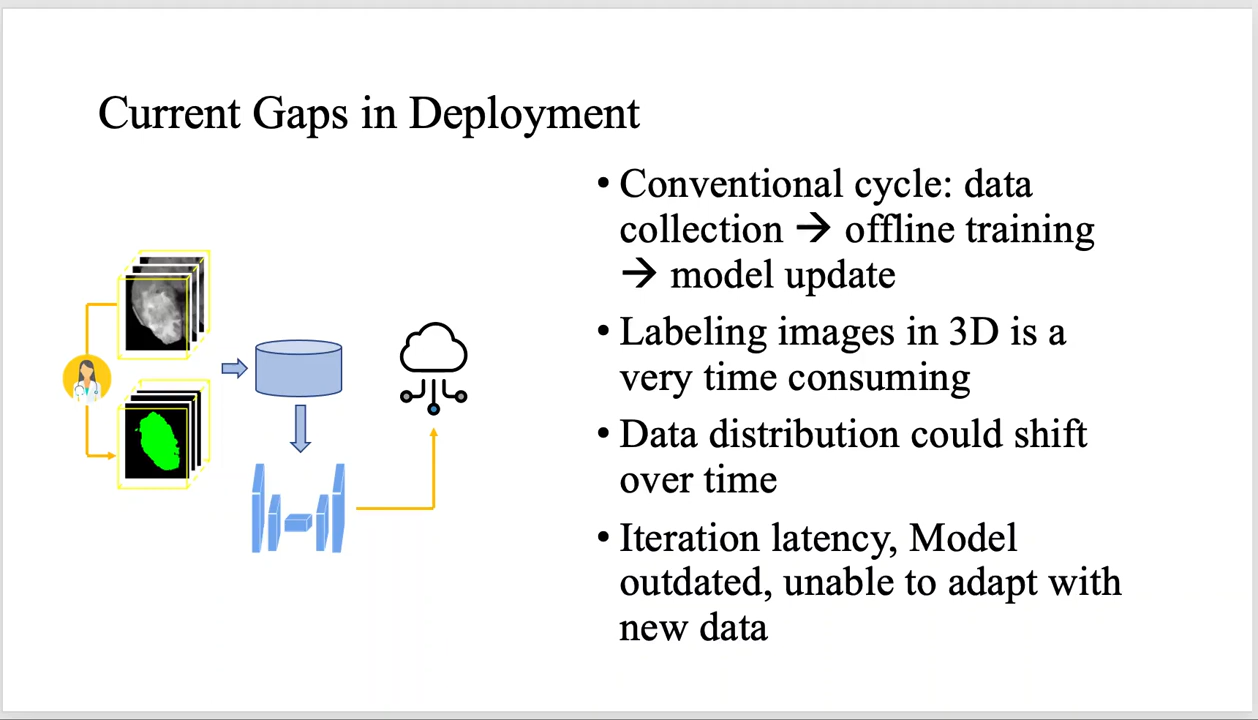 Current Gaps in Deployment
• Conventional cycle: data
collection → offline training
→ model update
• Labeling images in 3D is a
very time consuming
• Data distribution could shift
over time
• Iteration latency, Model
outdated, unable to adapt with
new data